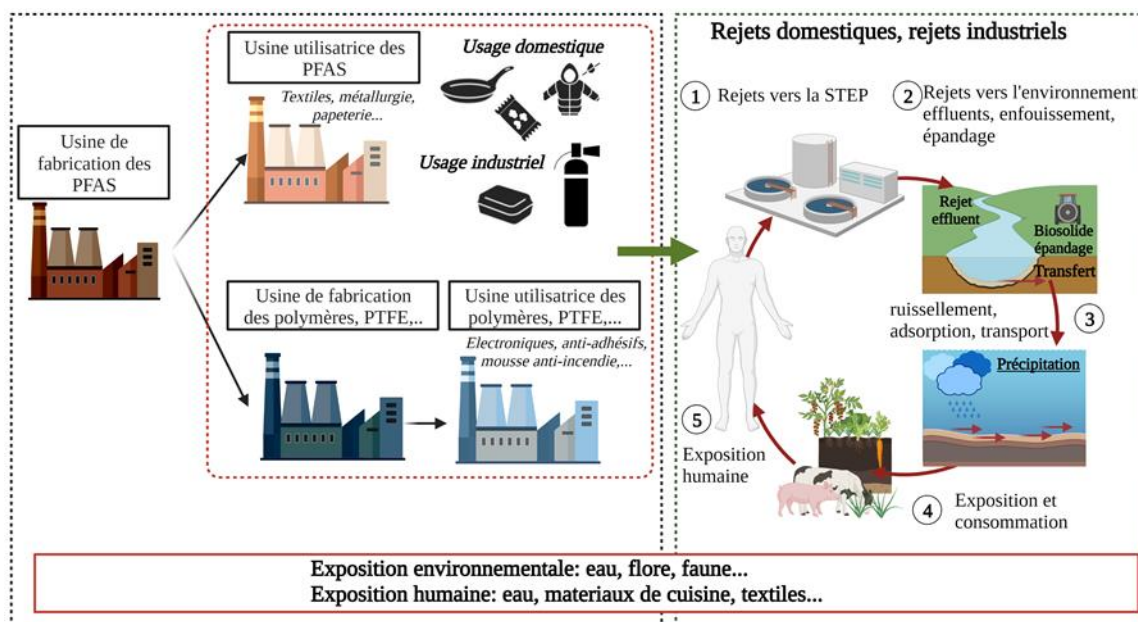 Usine de
fabrication des
PFAS
Usine utilisatrice des
PFAS
Textiles, métallurgie,
papeterie...
Usage domestique
Usage industriel
Usine de fabrication
des polymères, PTFE,..
Usine utilisatrice des
polymères, PTFE,...
Electroniques, anti-adhésifs,
mousse anti-incendie,...
Rejets domestiques, rejets industriels
1 Rejets vers la STEP
2 Rejets vers l'environnement:
effluents, enfouissement,
épandage
Rejet
effluent
Biosolide
épandage
Transfert
ruissellement,
adsorption, transport
3
Précipitation
4 Exposition et
consommation
5
Exposition
humaine
Exposition environnementale: eau, flore, faune...
Exposition humaine: eau, materiaux de cuisine, textiles...